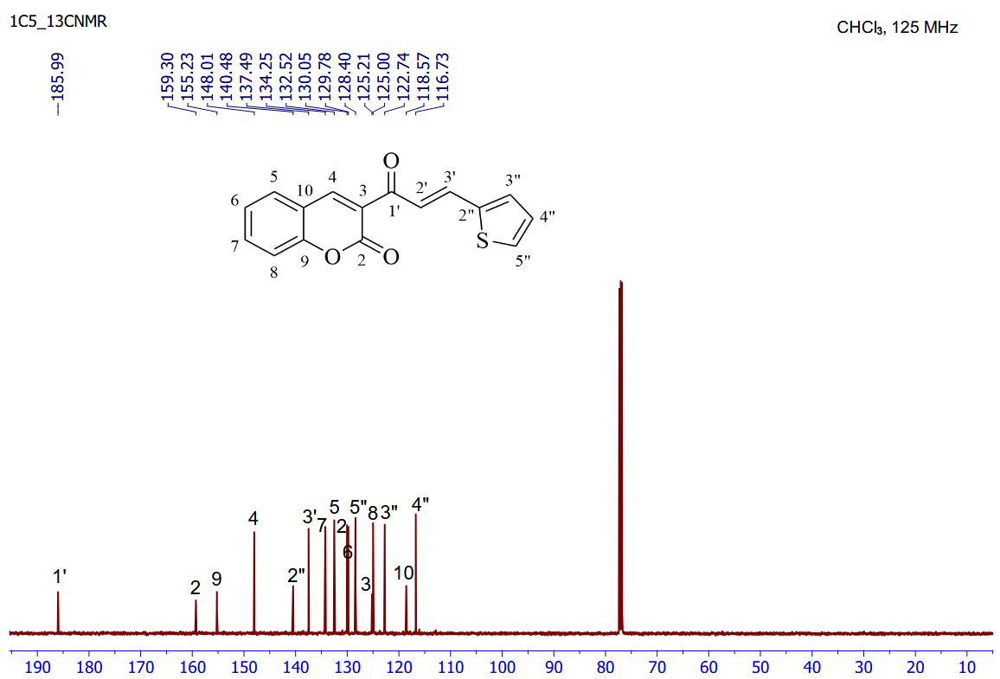 1C5_13CNMR
CHCl₃, 125 MHz
185.99
159.30
155.23
148.01
140.48
137.49
134.25
132.52
130.05
129.78
128.40
125.21
125.00
122.74
118.57
116.73
O
5 10 4 3 2' 3' 3''
6 1' 2'' 4''
7 S
8 9 O 2 O 5''
1' 2 9 4 2'' 3' 7 5 2 6 5'' 3 8 3'' 10 4''
190 180 170 160 150 140 130 120 110 100 90 80 70 60 50 40 30 20 10